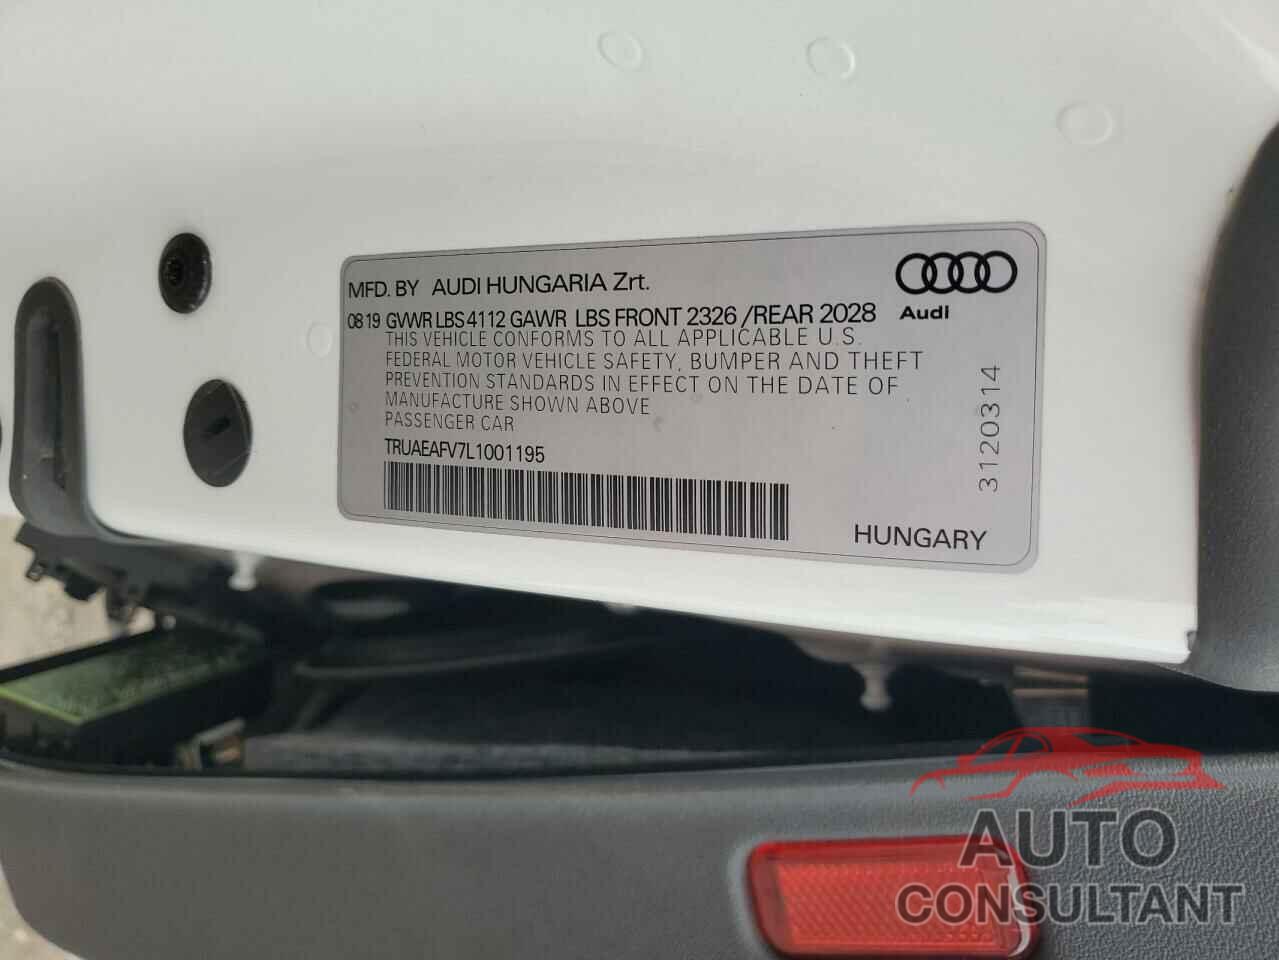 MFD. BY AUDI HUNGARIA Zrt.
Audi
08 19 GVWR LBS 4112 GAWR LBS FRONT 2326 /REAR 2028
THIS VEHICLE CONFORMS TO ALL APPLICABLE U.S.
FEDERAL MOTOR VEHICLE SAFETY, BUMPER AND THEFT
PREVENTION STANDARDS IN EFFECT ON THE DATE OF
MANUFACTURE SHOWN ABOVE
PASSENGER CAR
TRUAEAFV7L1001195
3120314
HUNGARY
AUTO
CONSULTANT